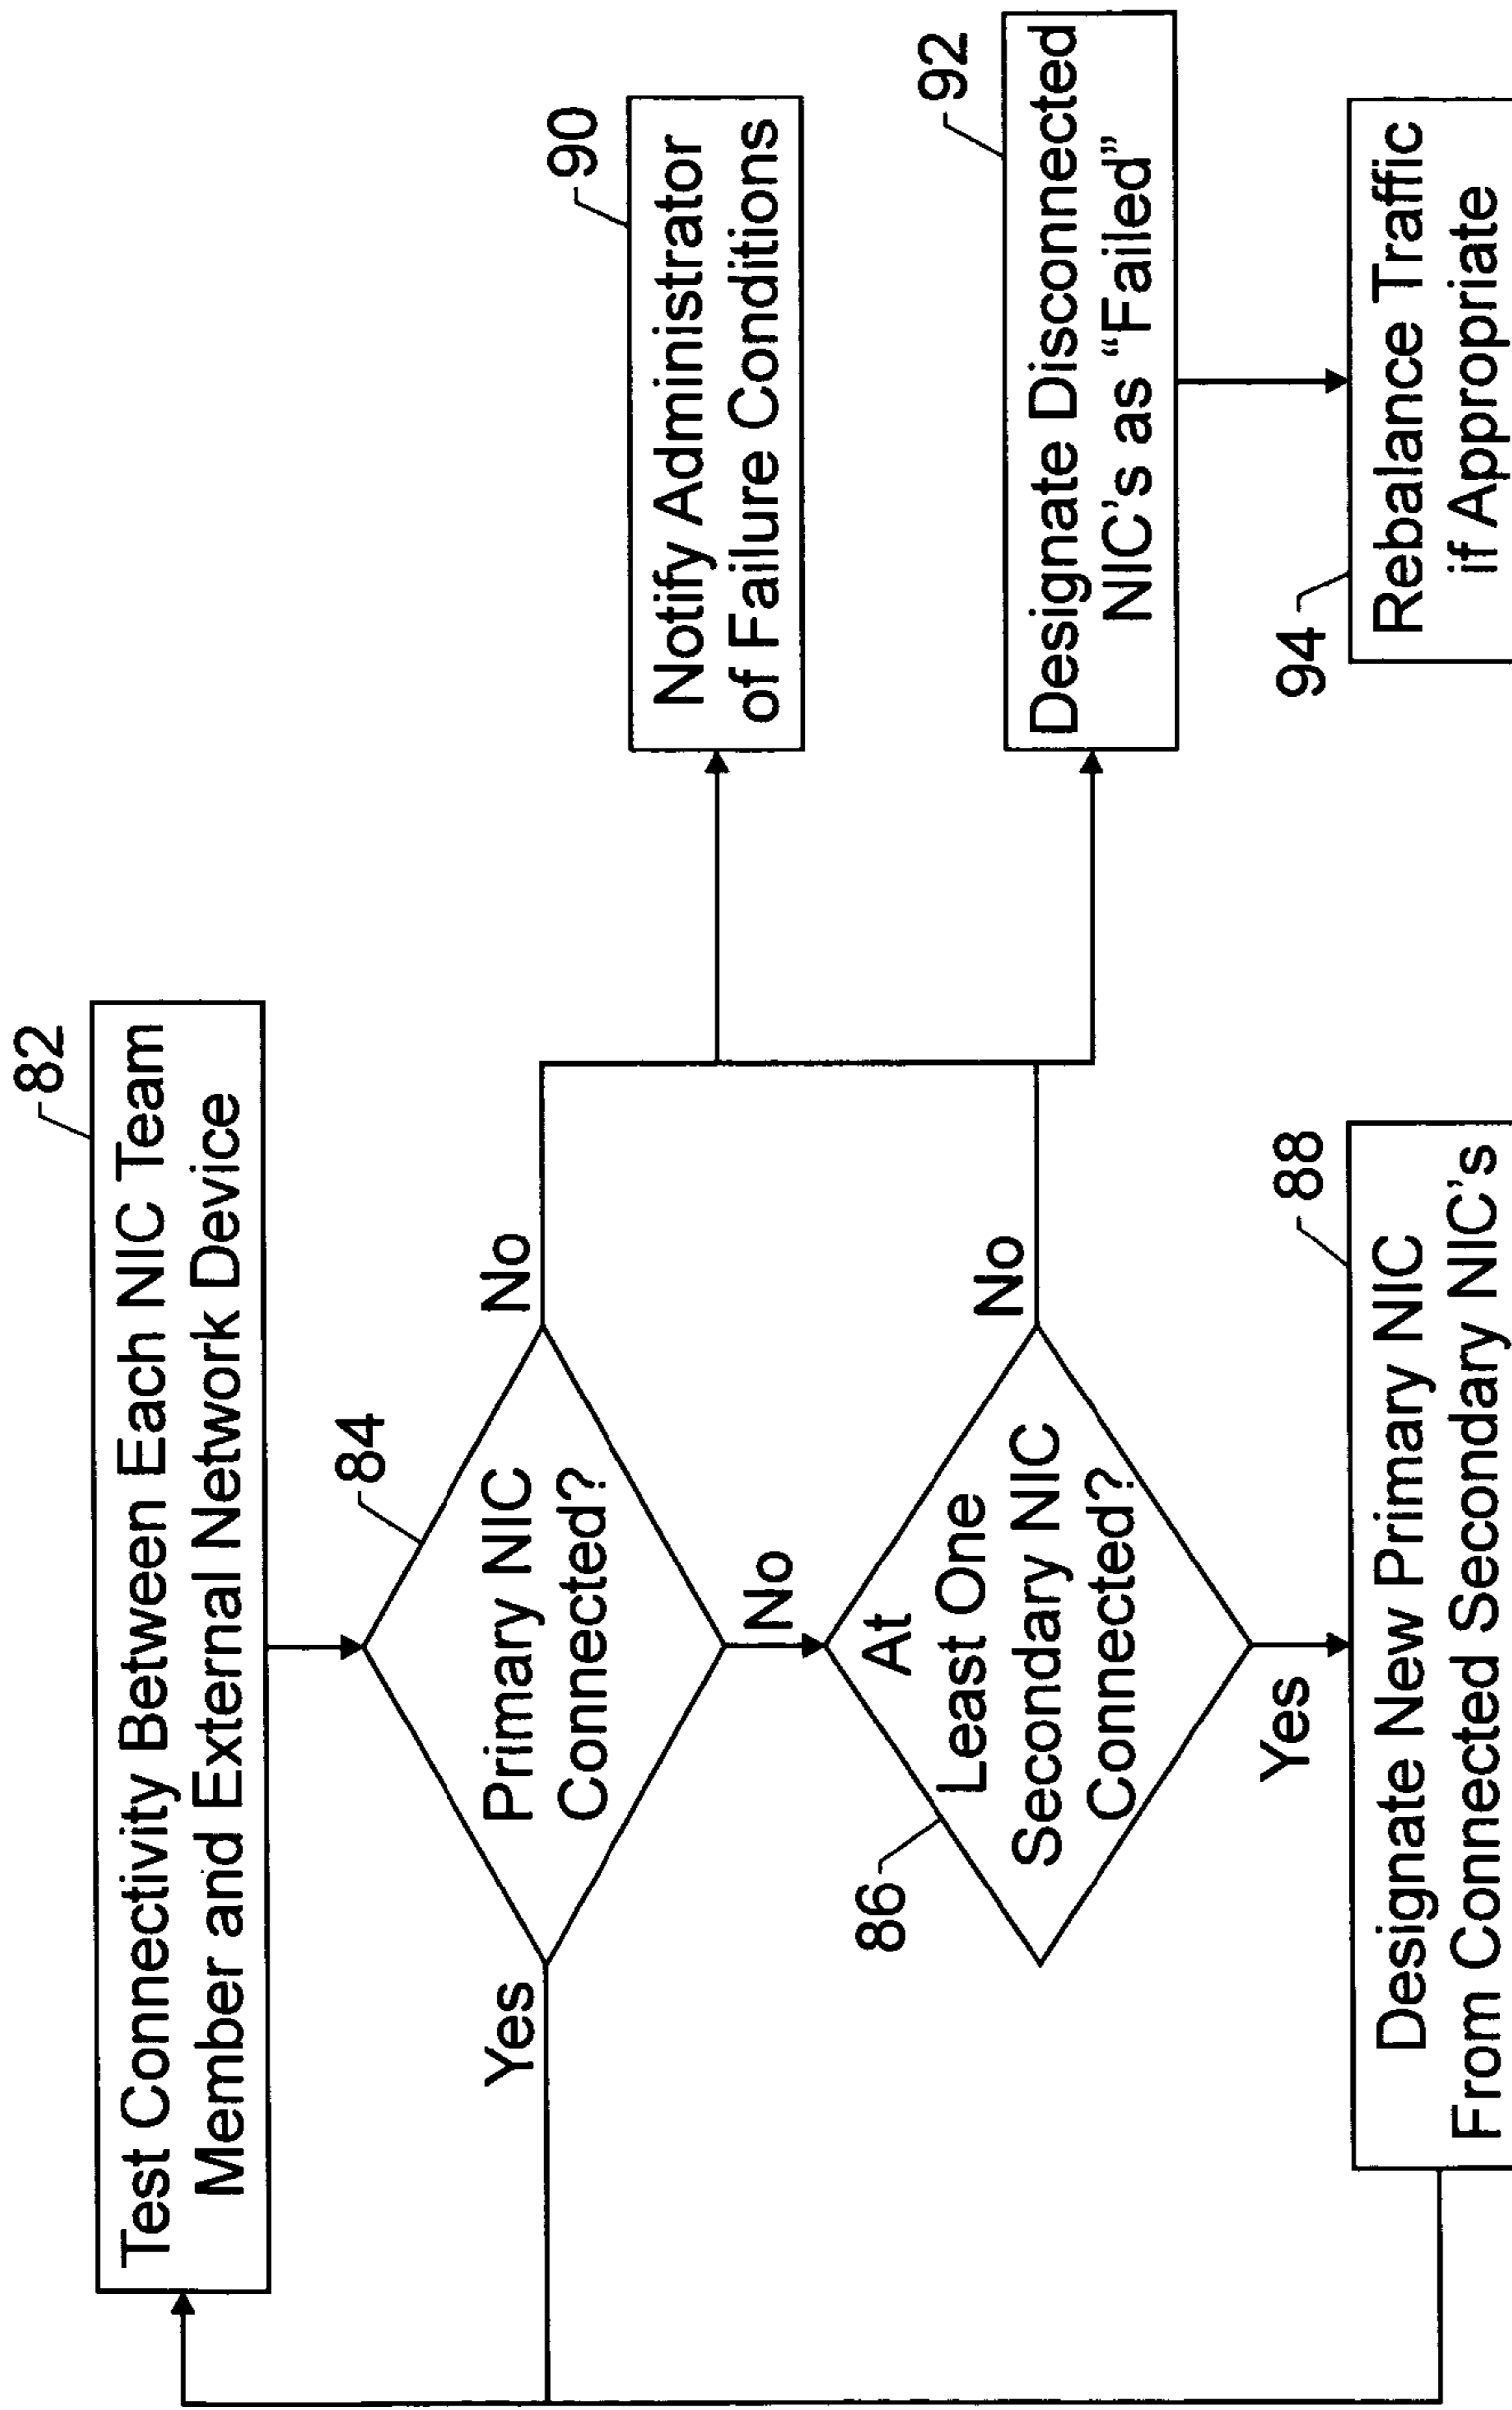 82
Test Connectivity Between Each NIC Team
Member and External Network Device
84
Yes
Primary NIC
Connected?
No
90
Notify Administrator
of Failure Conditions
No
86
At
Least One
Secondary NIC
Connected?
No
92
Designate Disconnected
NIC's as “Failed”
Yes
88
Designate New Primary NIC
From Connected Secondary NIC's
94
Rebalance Traffic
if Appropriate